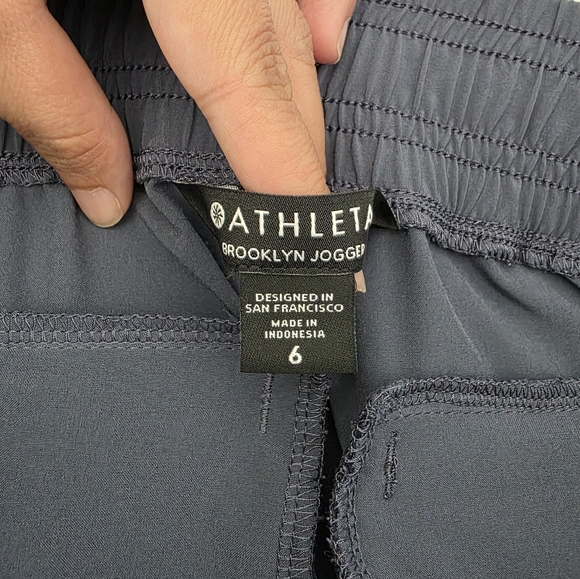 ATHLETA
BROOKLYN JOGGER
DESIGNED IN
SAN FRANCISCO
MADE IN
INDONESIA
6